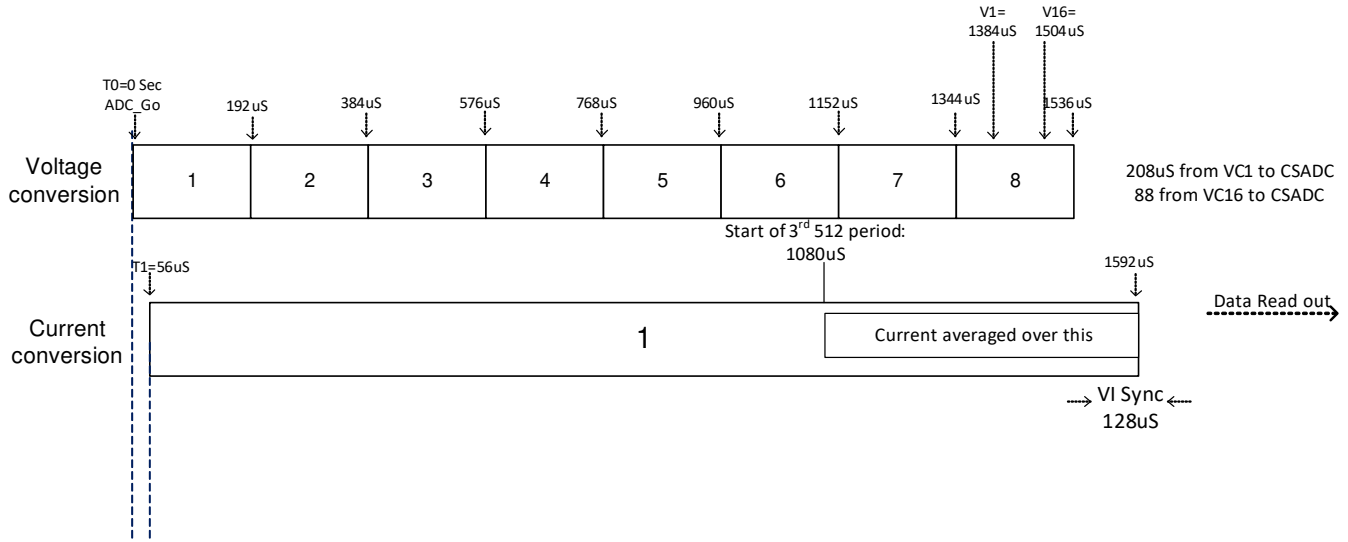 V1=
1384uS
V16=
1504uS
T0=0 Sec
ADC_Go
192uS
384uS
576uS
768uS
960uS
1152uS
1344uS
1536uS
Voltage
conversion
1
2
3
4
5
6
7
8
208uS from VC1 to CSADC
88 from VC16 to CSADC
Start of 3rd 512 period:
1080uS
T1=56uS
1592uS
Current
conversion
1
Current averaged over this
Data Read out
VI Sync
128uS